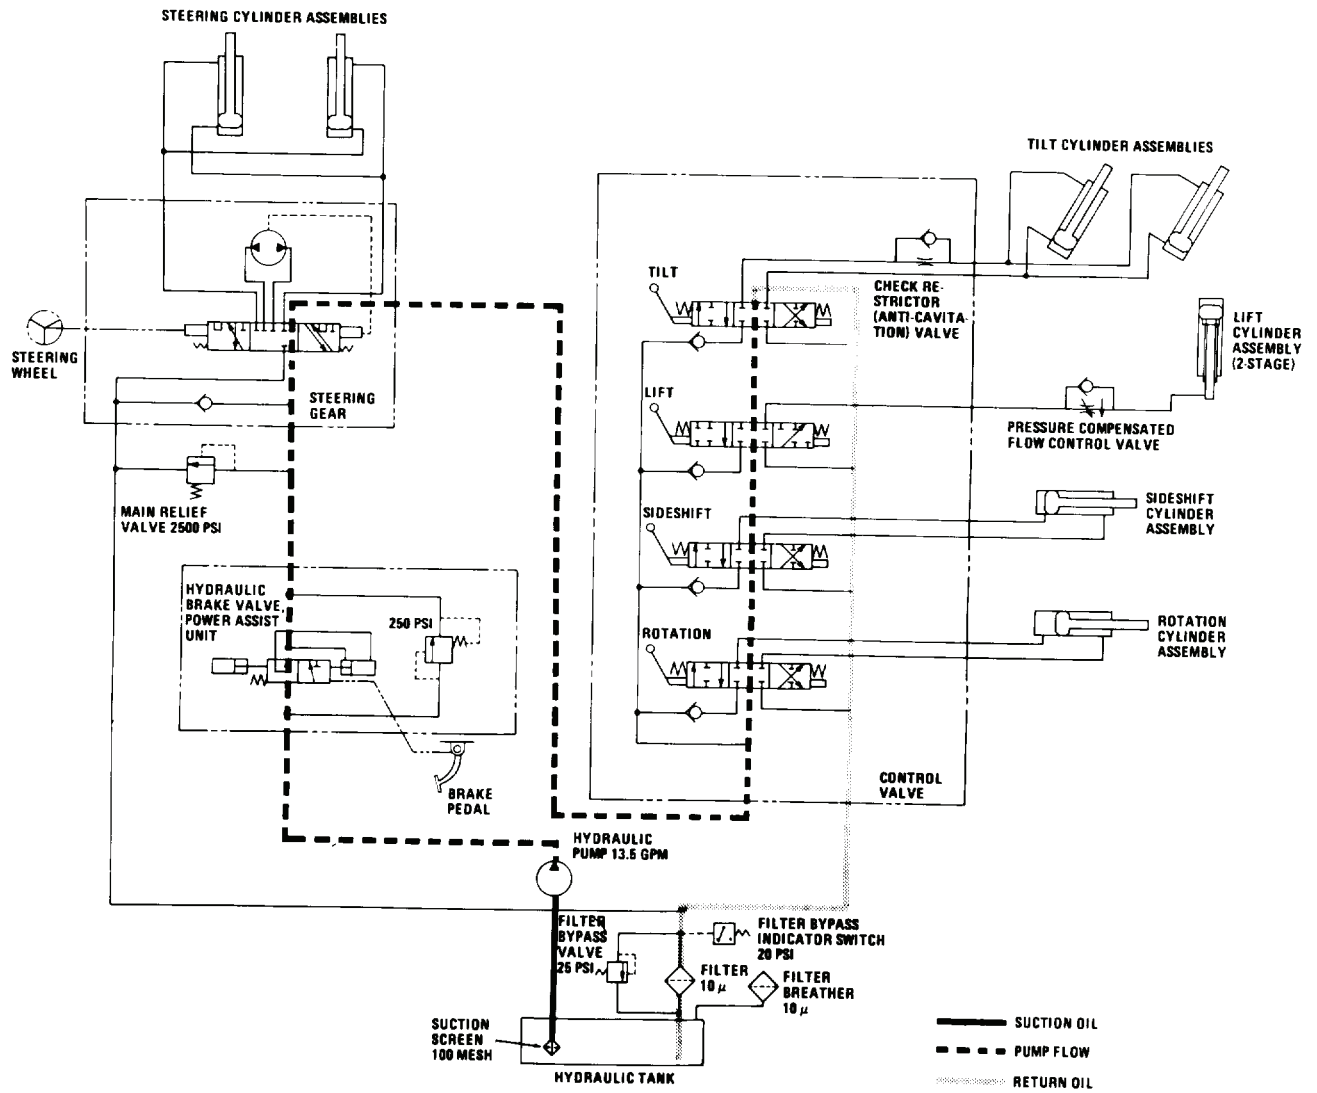 STEERING CYLINDER ASSEMBLIES
TILT CYLINDER ASSEMBLIES
TILT
CHECK RE-
STRICTOR
(ANTI-CAVITA-
TION) VALVE
LIFT
CYLINDER
ASSEMBLY
(2-STAGE)
STEERING
WHEEL
STEERING
GEAR
LIFT
PRESSURE COMPENSATED
FLOW CONTROL VALVE
MAIN RELIEF
VALVE 2500 PSI
SIDESHIFT
SIDESHIFT
CYLINDER
ASSEMBLY
HYDRAULIC
BRAKE VALVE,
POWER ASSIST
UNIT
250 PSI
ROTATION
ROTATION
CYLINDER
ASSEMBLY
BRAKE
PEDAL
CONTROL
VALVE
HYDRAULIC
PUMP 13.5 GPM
FILTER
BYPASS
VALVE
25 PSI
FILTER BYPASS
INDICATOR SWITCH
20 PSI
FILTER
10 μ
FILTER
BREATHER
10 μ
SUCTION
SCREEN
100 MESH
HYDRAULIC TANK
SUCTION OIL
PUMP FLOW
RETURN OIL